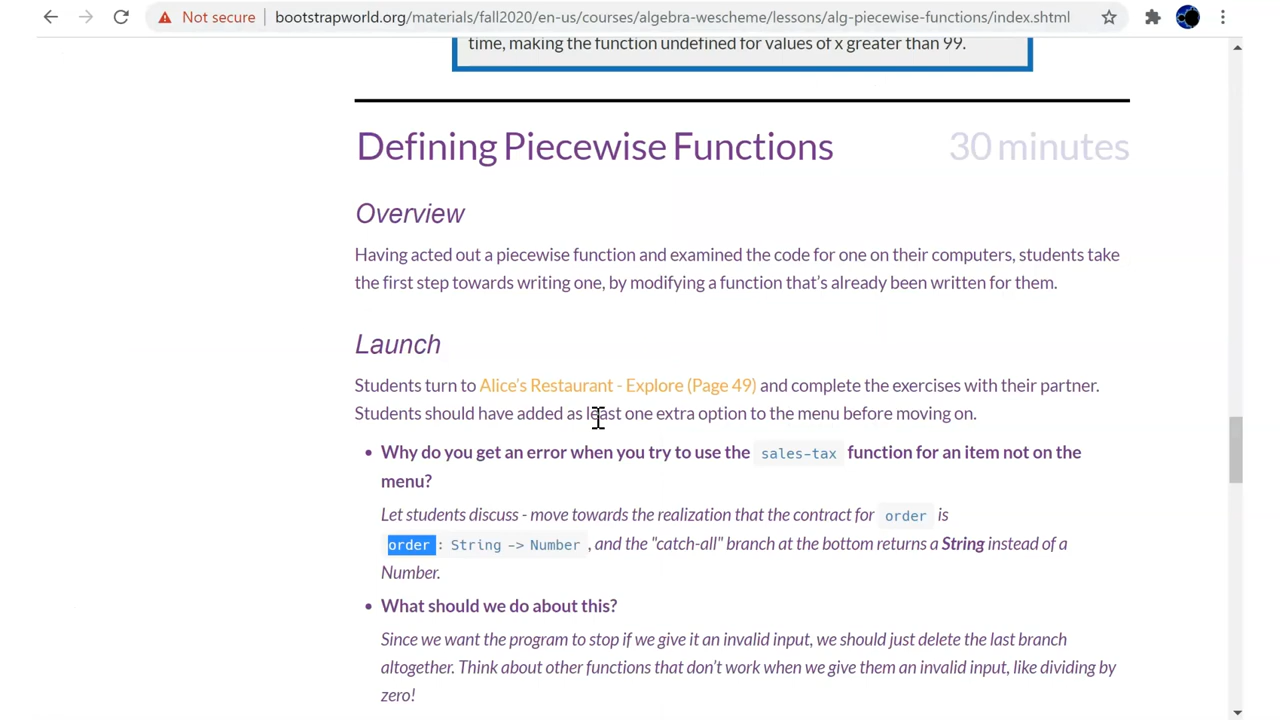 Not secure
bootstrapworld.org/materials/fall2020/en-us/courses/algebra-wescheme/lessons/alg-piecewise-functions/index.shtml
time, making the function undefined for values of x greater than 99.
Defining Piecewise Functions
30 minutes
Overview
Having acted out a piecewise function and examined the code for one on their computers, students take
the first step towards writing one, by modifying a function that's already been written for them.
Launch
Students turn to Alice's Restaurant - Explore (Page 49) and complete the exercises with their partner.
Students should have added as least one extra option to the menu before moving on.
• Why do you get an error when you try to use the sales-tax function for an item not on the
menu?
Let students discuss - move towards the realization that the contract for order is
order : String -> Number , and the "catch-all" branch at the bottom returns a String instead of a
Number.
• What should we do about this?
Since we want the program to stop if we give it an invalid input, we should just delete the last branch
altogether. Think about other functions that don't work when we give them an invalid input, like dividing by
zero!